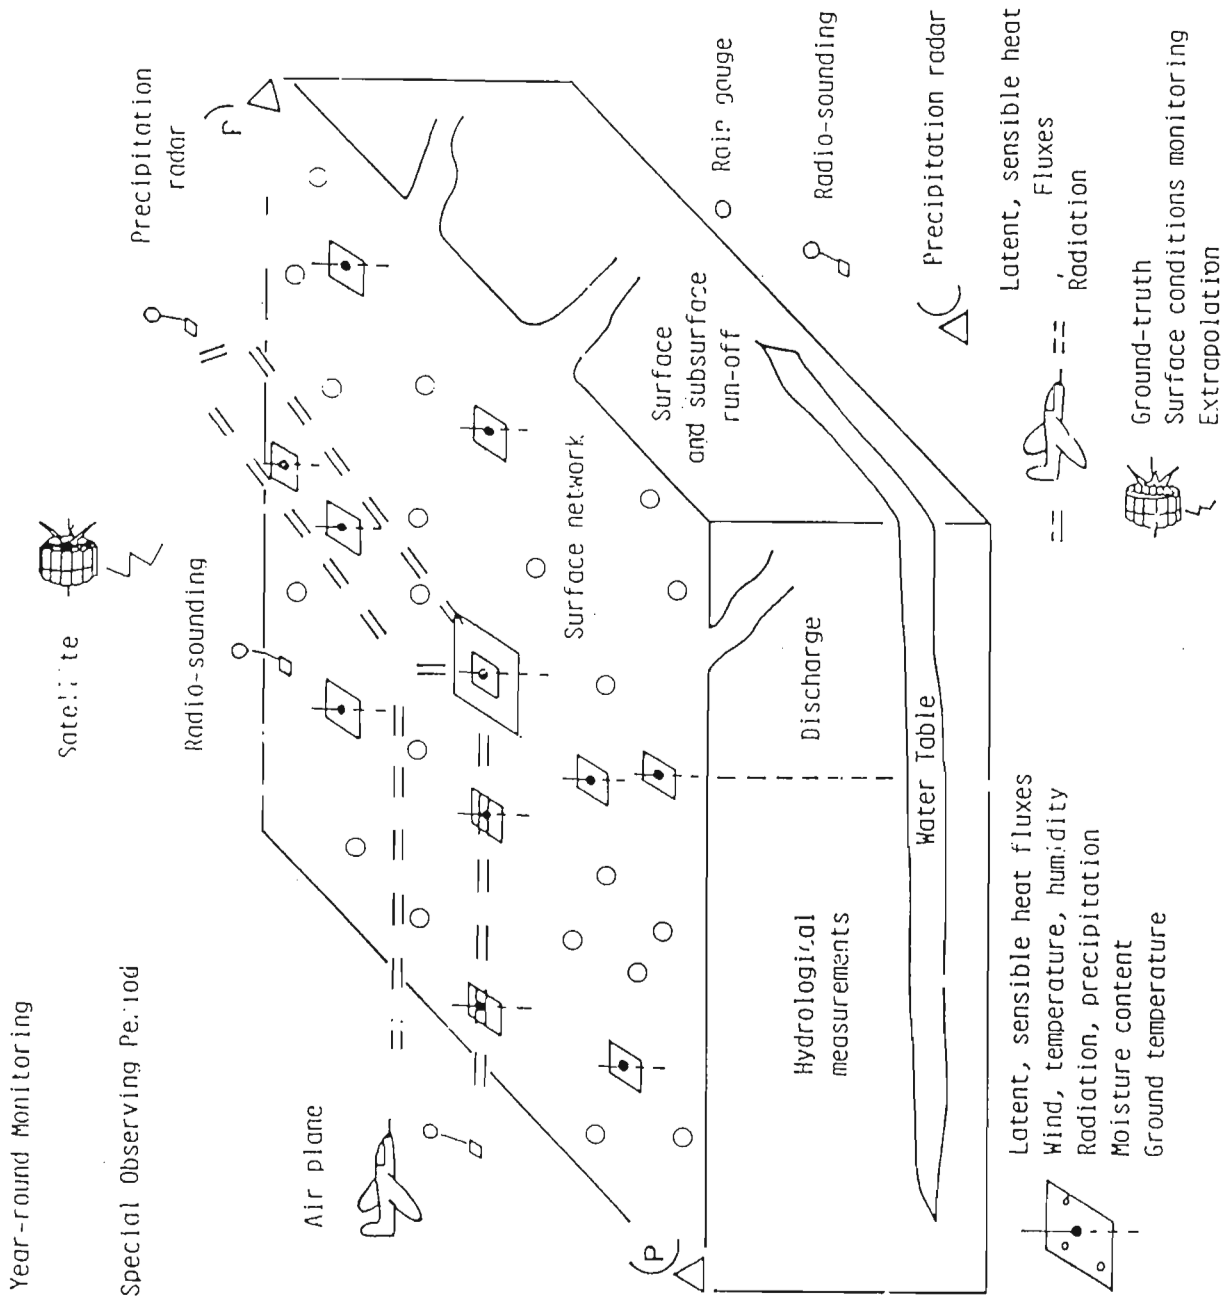 Year-round Monitoring
Special Observing Period
Satellite
Radio-sounding
Precipitation
radar
Air plane
P
P
Surface network
Surface
and subsurface
run-off
Discharge
Hydrological
measurements
Water Table
Latent, sensible heat fluxes
Wind, temperature, humidity
Radiation, precipitation
Moisture content
Ground temperature
Rain gauge
Radio-sounding
Precipitation radar
Latent, sensible heat
Fluxes
Radiation
Ground-truth
Surface conditions monitoring
Extrapolation